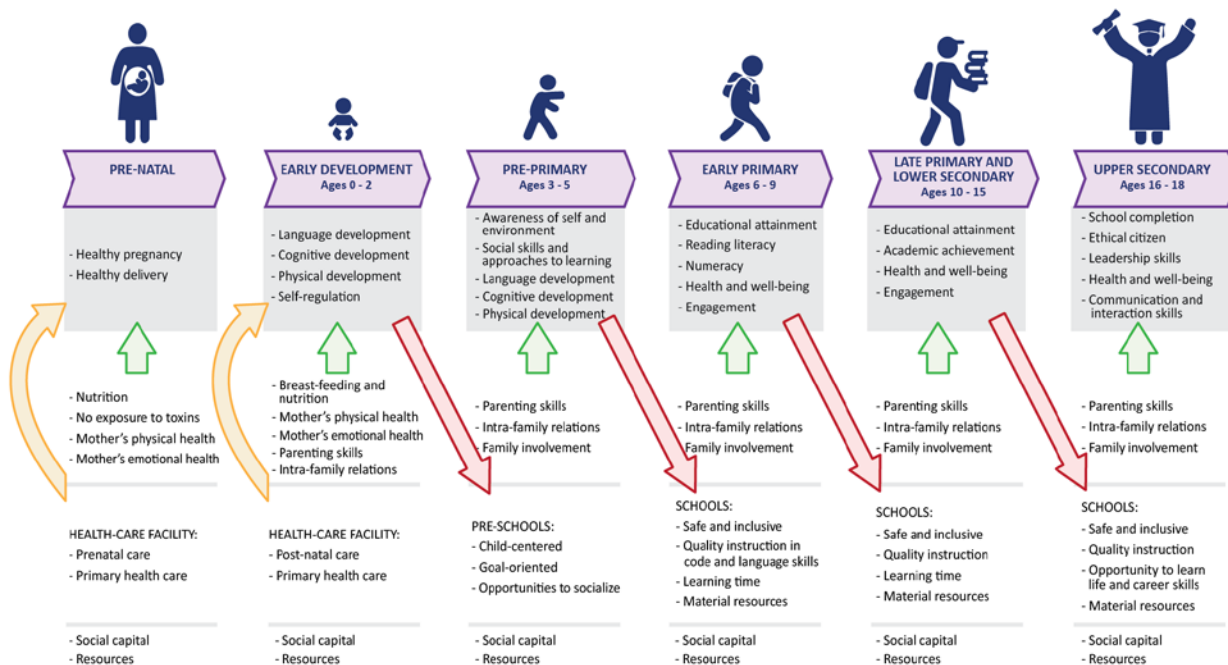 PRE-NATAL
- Healthy pregnancy
- Healthy delivery
- Nutrition
- No exposure to toxins
- Mother's physical health
- Mother's emotional health
HEALTH-CARE FACILITY:
- Prenatal care
- Primary health care
- Social capital
- Resources
EARLY DEVELOPMENT
Ages 0 - 2
- Language development
- Cognitive development
- Physical development
- Self-regulation
- Breast-feeding and
nutrition
- Mother's physical health
- Mother's emotional health
- Parenting skills
- Intra-family relations
HEALTH-CARE FACILITY:
- Post-natal care
- Primary health care
- Social capital
- Resources
PRE-PRIMARY
Ages 3 - 5
- Awareness of self and
environment
- Social skills and
approaches to learning
- Language development
- Cognitive development
- Physical development
- Parenting skills
- Intra-family relations
- Family involvement
PRE-SCHOOLS:
- Child-centered
- Goal-oriented
- Opportunities to socialize
- Social capital
- Resources
EARLY PRIMARY
Ages 6 - 9
- Educational attainment
- Reading literacy
- Numeracy
- Health and well-being
- Engagement
- Parenting skills
- Intra-family relations
- Family involvement
SCHOOLS:
- Safe and inclusive
- Quality instruction in
code and language skills
- Learning time
- Material resources
- Social capital
- Resources
LATE PRIMARY AND
LOWER SECONDARY
Ages 10 - 15
- Educational attainment
- Academic achievement
- Health and well-being
- Engagement
- Parenting skills
- Intra-family relations
- Family involvement
SCHOOLS:
- Safe and inclusive
- Quality instruction
- Learning time
- Material resources
- Social capital
- Resources
UPPER SECONDARY
Ages 16 - 18
- School completion
- Ethical citizen
- Leadership skills
- Health and well-being
- Communication and
interaction skills
- Parenting skills
- Intra-family relations
- Family involvement
SCHOOLS:
- Safe and inclusive
- Quality instruction
- Opportunity to learn
life and career skills
- Material resources
- Social capital
- Resources